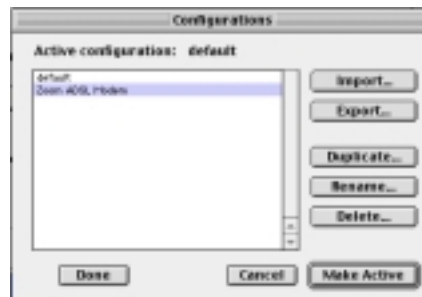 Configurations
Active configuration: default
default
Zoom ADSL Modem
Import...
Export...
Duplicate...
Rename...
Delete...
Done
Cancel
Make Active